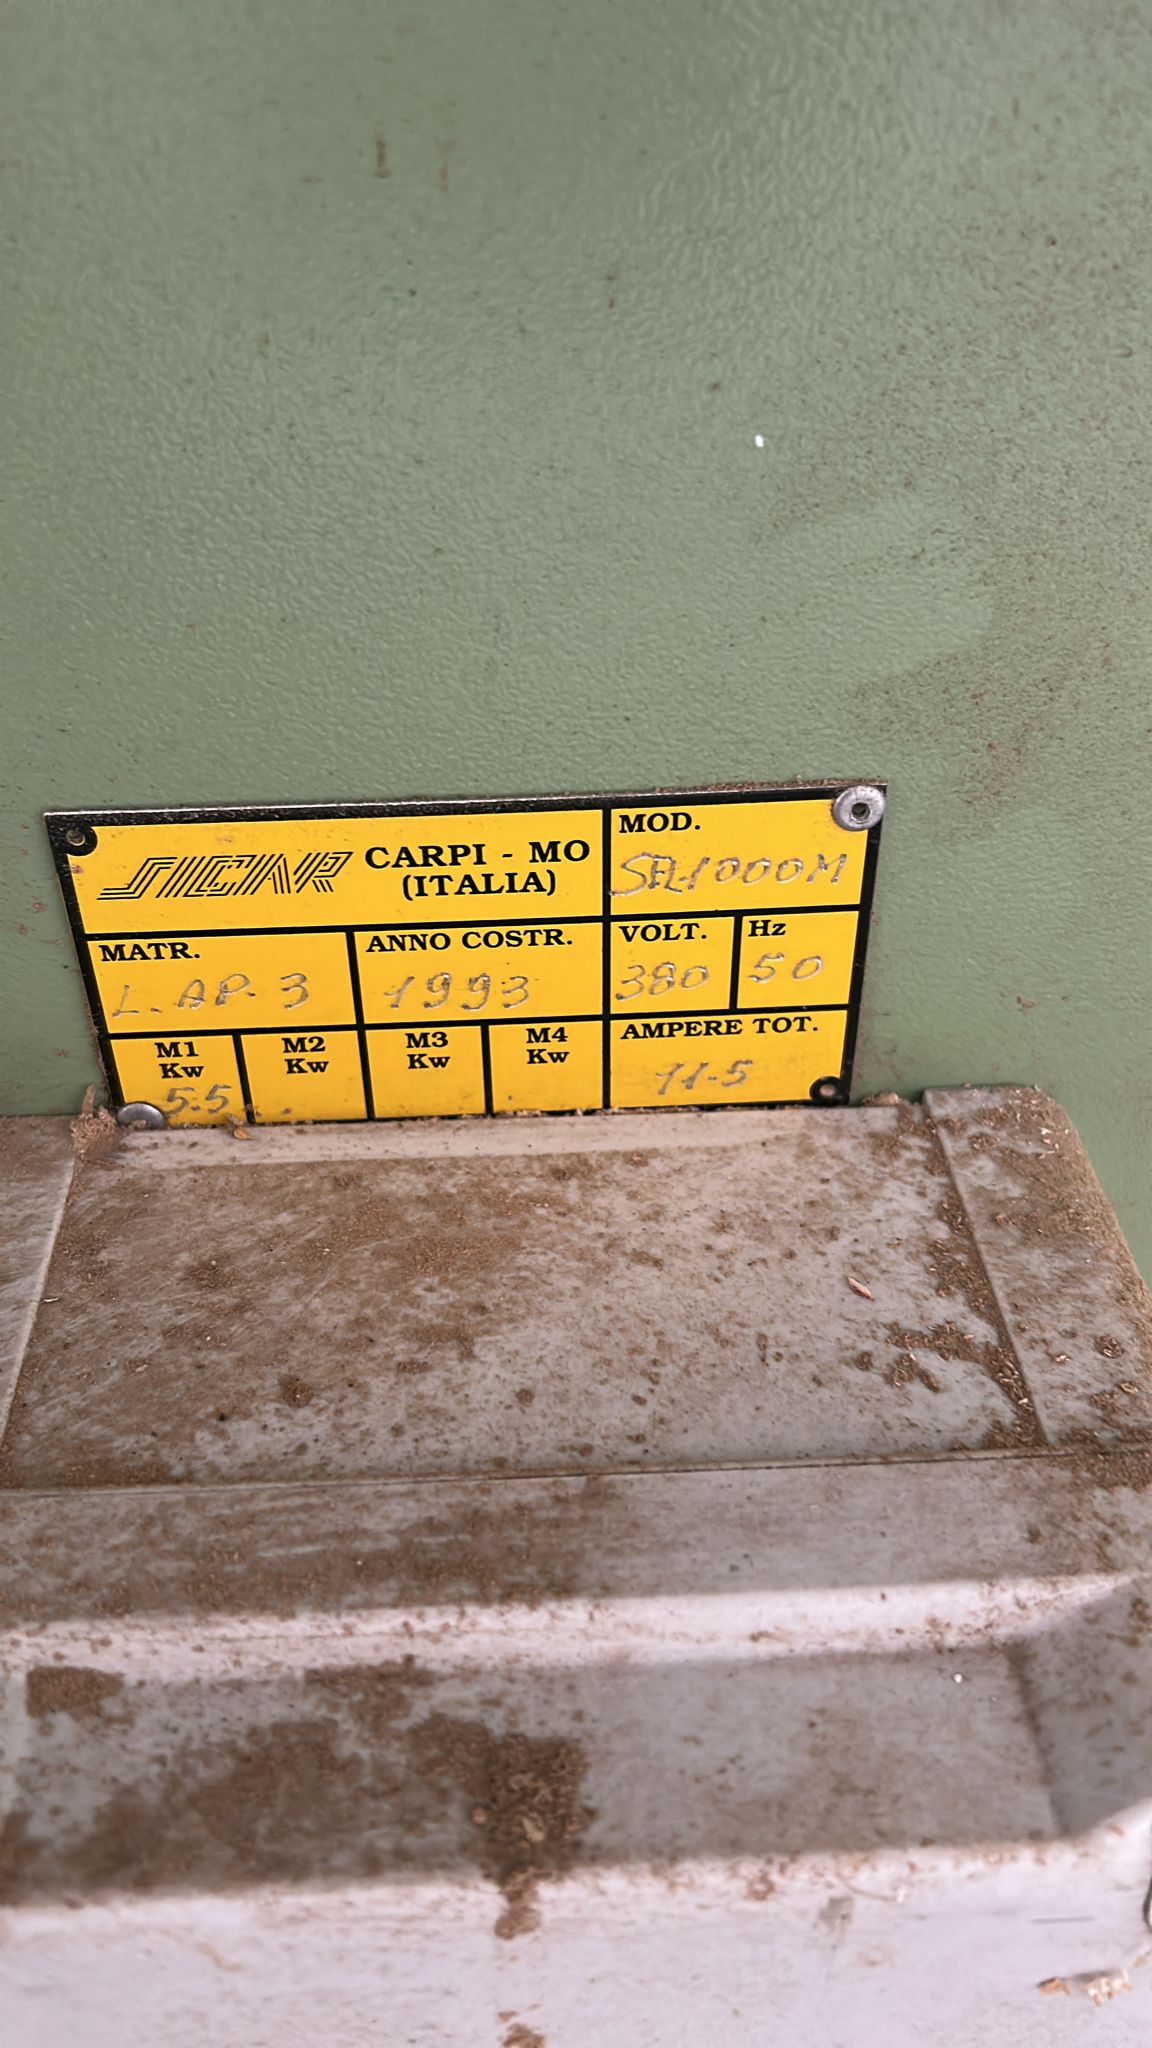 SICAR CARPI - MO
(ITALIA)
MOD.
1000M
MATR.
L. AP. 3
ANNO COSTR.
1993
VOLT.
380
Hz
50
M1
Kw
5.5
M2
Kw
M3
Kw
M4
Kw
AMPERE TOT.
11.5